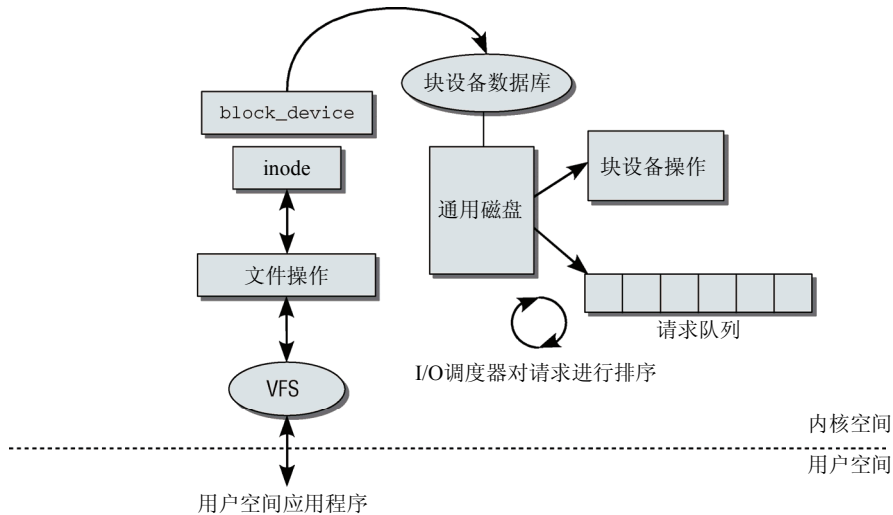 块设备数据库
block_device
inode
通用磁盘
块设备操作
文件操作
请求队列
I/O调度器对请求进行排序
VFS
内核空间
用户空间
用户空间应用程序